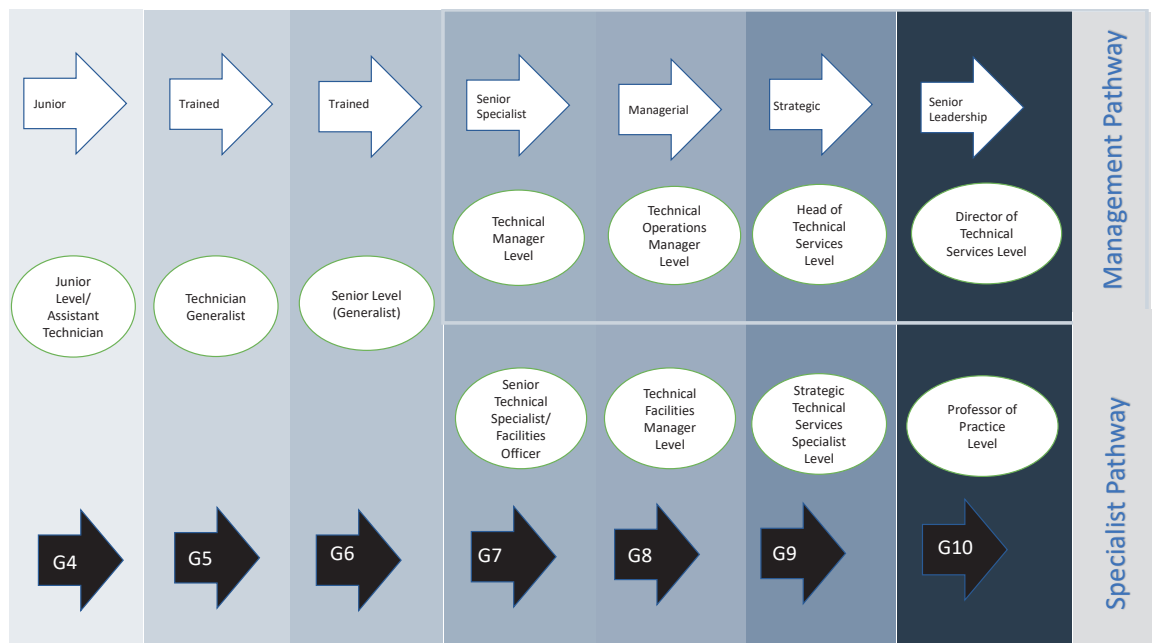 Junior
Trained
Trained
Senior
Specialist
Managerial
Strategic
Senior
Leadership
Management Pathway
Technical
Manager
Level
Technical
Operations
Manager
Level
Head of
Technical
Services
Level
Director of
Technical
Services Level
Junior
Level/
Assistant
Technician
Technician
Generalist
Senior Level
(Generalist)
Senior
Technical
Specialist/
Facilities
Officer
Technical
Facilities
Manager
Level
Strategic
Technical
Services
Specialist
Level
Professor of
Practice
Level
Specialist Pathway
G4
G5
G6
G7
G8
G9
G10